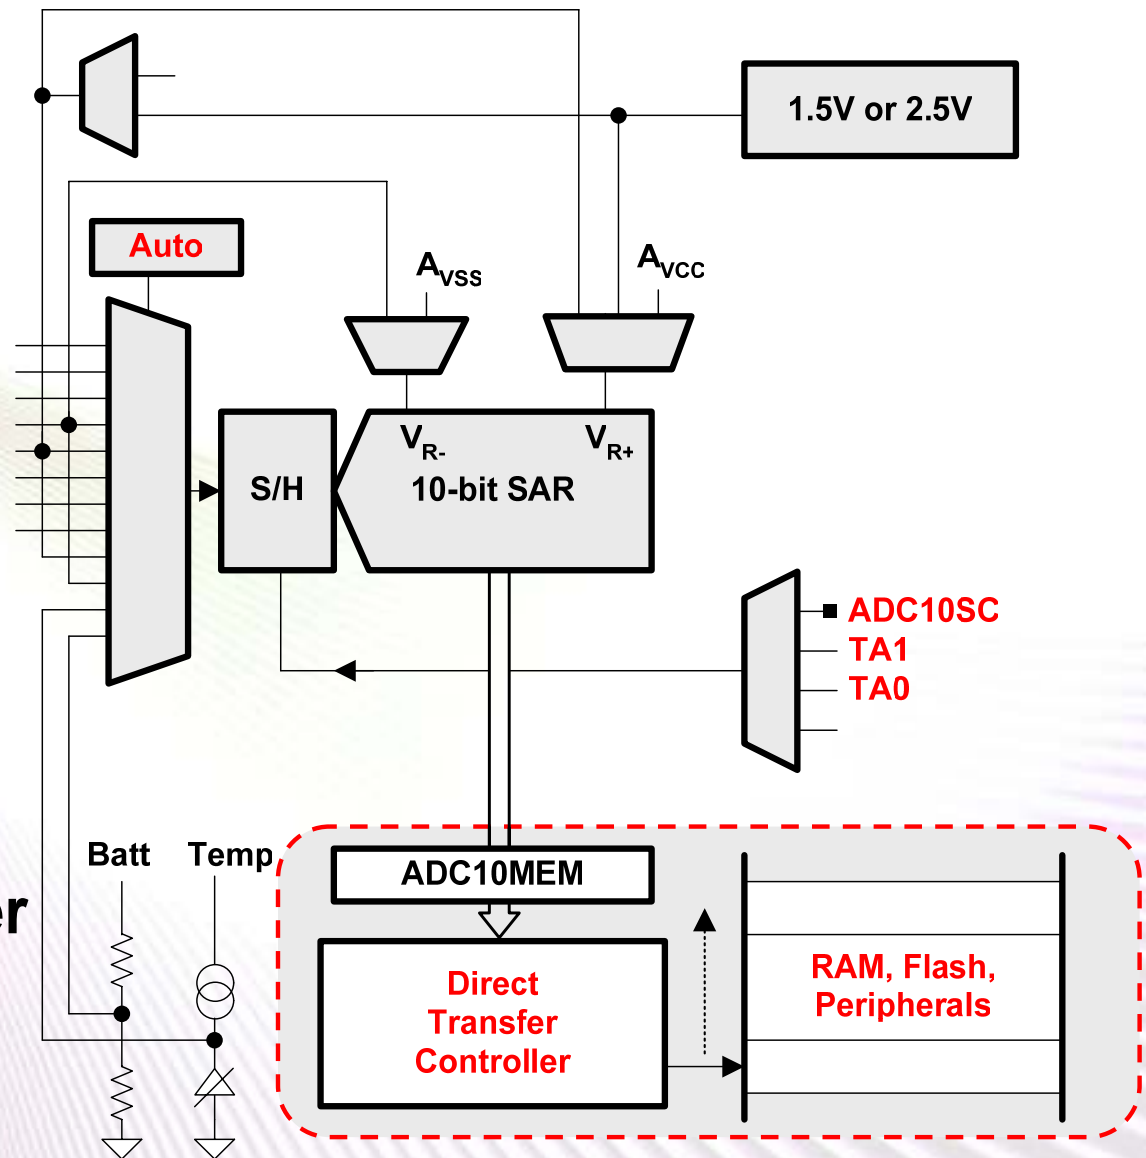 1.5V or 2.5V
Auto
AVSS
AVCC
VR-
VR+
S/H
10-bit SAR
ADC10SC
TA1
TA0
Batt
Temp
ADC10MEM
er
Direct
Transfer
Controller
RAM, Flash,
Peripherals